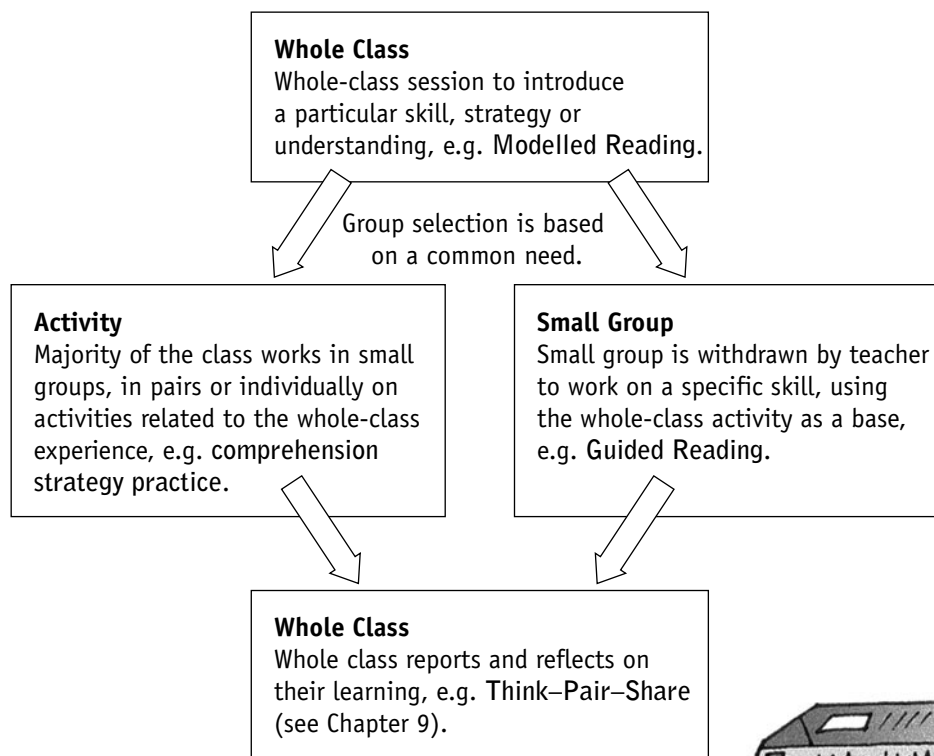 Whole Class
Whole-class session to introduce
a particular skill, strategy or
understanding, e.g. Modelled Reading.
Group selection is based
on a common need.
Activity
Majority of the class works in small
groups, in pairs or individually on
activities related to the whole-class
experience, e.g. comprehension
strategy practice.
Small Group
Small group is withdrawn by teacher
to work on a specific skill, using
the whole-class activity as a base,
e.g. Guided Reading.
Whole Class
Whole class reports and reflects on
their learning, e.g. Think–Pair–Share
(see Chapter 9).